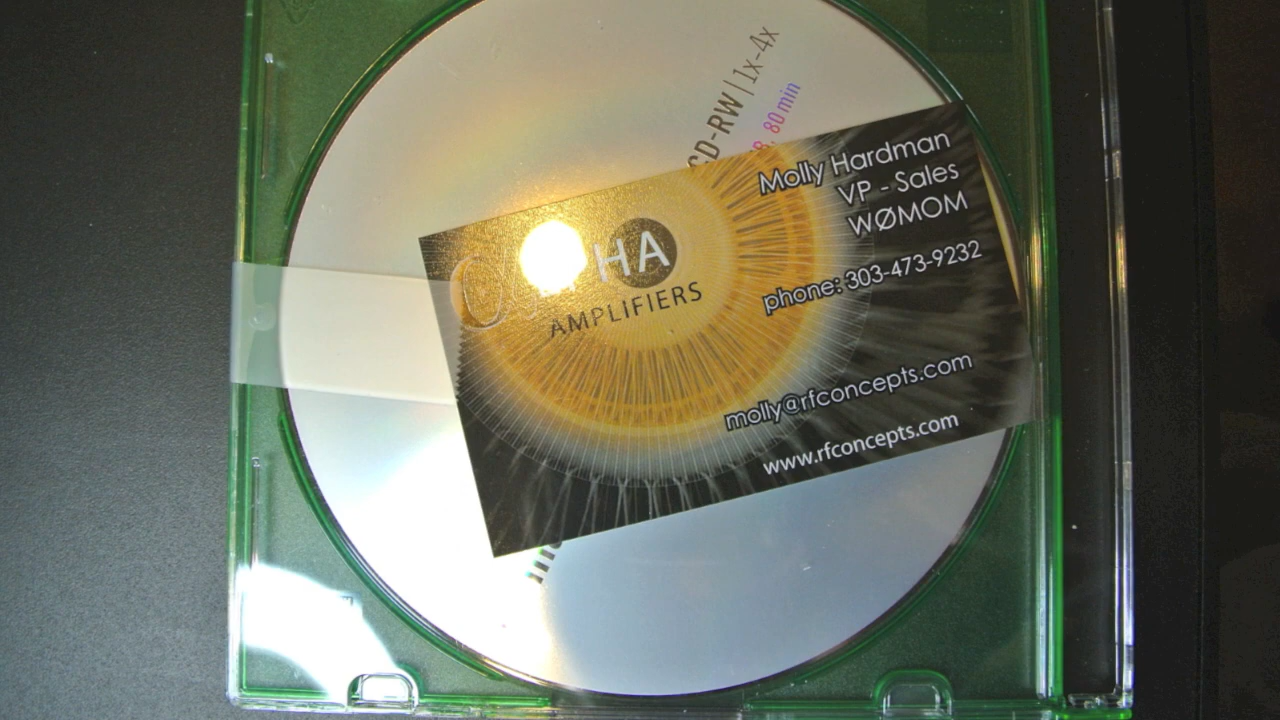 CD-RW | 1x-4x
80 min
HA
AMPLIFIERS
Molly Hardman
VP - Sales
WØMOM
phone: 303-473-9232
molly@rfconcepts.com
www.rfconcepts.com